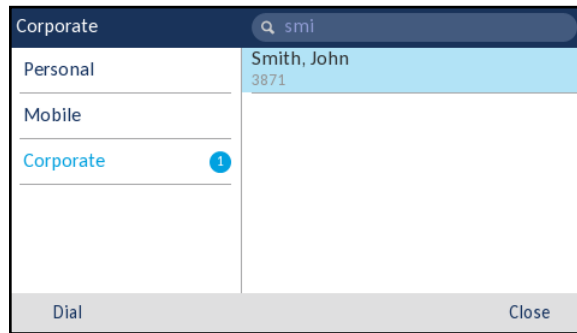 Corporate
smi
Personal
Mobile
Corporate 1
Smith, John
3871
Dial
Close